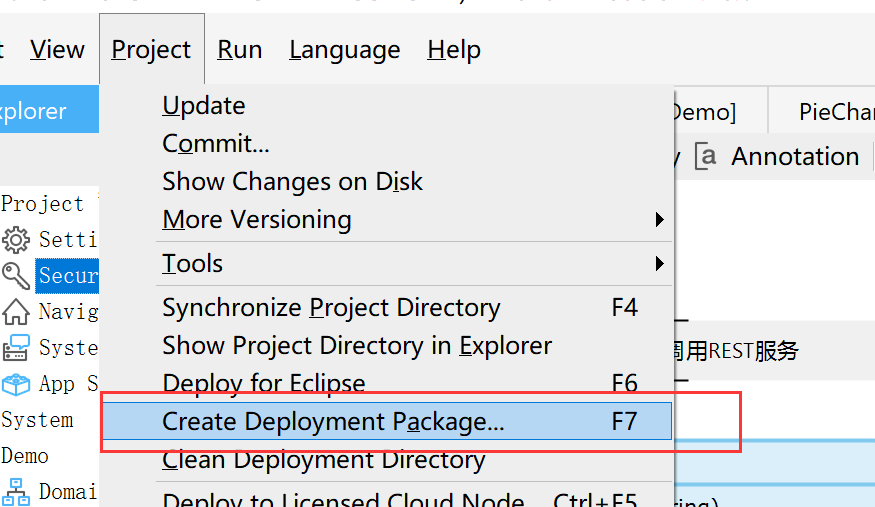 View Project Run Language Help
plorer
Demo]
PieChar
Update
Commit...
a Annotation
Show Changes on Disk
Project
More Versioning
Setti
Tools
Secur
Synchronize Project Directory F4
Navig
Show Project Directory in Explorer
Syste
调用REST服务
Deploy for Eclipse F6
App S
Create Deployment Package... F7
System
Clean Deployment Directory
Demo
Domai
Deploy to Licensed Cloud Node Ctrl+F5
ring)